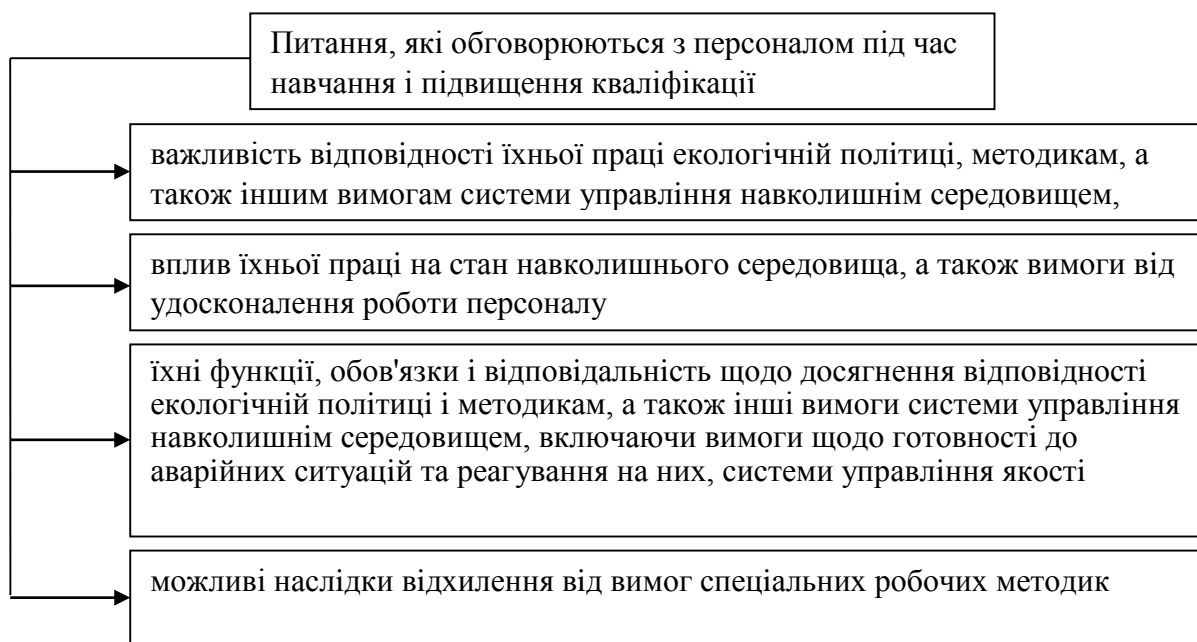 Питання, які обговорюються з персоналом під час
навчання і підвищення кваліфікації
важливість відповідності їхньої праці екологічній політиці, методикам, а
також іншим вимогам системи управління навколишнім середовищем,
вплив їхньої праці на стан навколишнього середовища, а також вимоги від
удосконалення роботи персоналу
їхні функції, обов'язки і відповідальність щодо досягнення відповідності
екологічній політиці і методикам, а також інші вимоги системи управління
навколишнім середовищем, включаючи вимоги щодо готовності до
аварійних ситуацій та реагування на них, системи управління якості
можливі наслідки відхилення від вимог спеціальних робочих методик